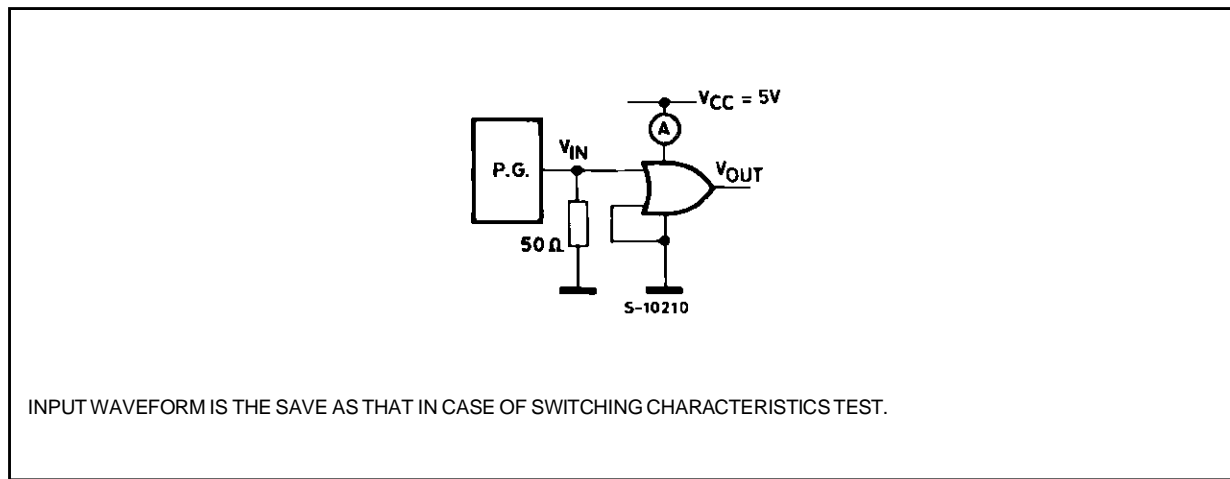 VCC = 5V
A
P.G.
VIN
VOUT
50 Ω
S-10210
INPUT WAVEFORM IS THE SAVE AS THAT IN CASE OF SWITCHING CHARACTERISTICS TEST.